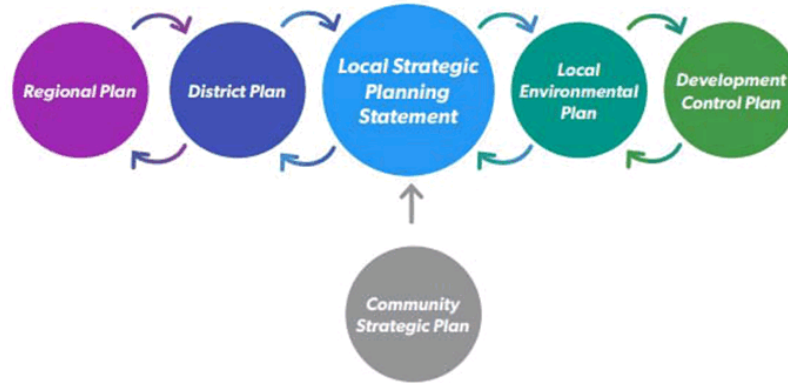 Regional Plan
District Plan
Local Strategic
Planning
Statement
Local
Environmental
Plan
Development
Control Plan
Community
Strategic Plan